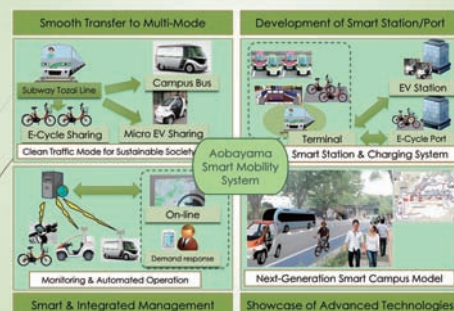 Smooth Transfer to Multi-Mode
Subway Tozai Line
Campus Bus
E-Cycle Sharing
Micro EV Sharing
Clean Traffic Mode for Sustainable Society
Development of Smart Station/Port
EV Station
Terminal
E-Cycle Port
Smart Station & Charging System
Aobayama
Smart Mobility
System
On-line
Demand response
Monitoring & Automated Operation
Next-Generation Smart Campus Model
Smart & Integrated Management
Showcase of Advanced Technologies